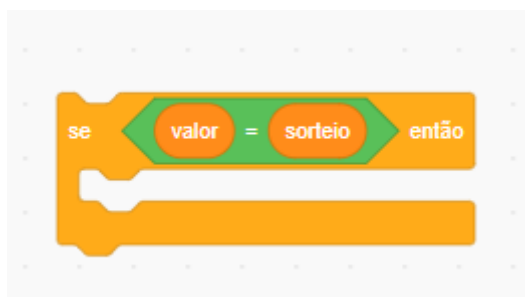 se valor = sorteio então